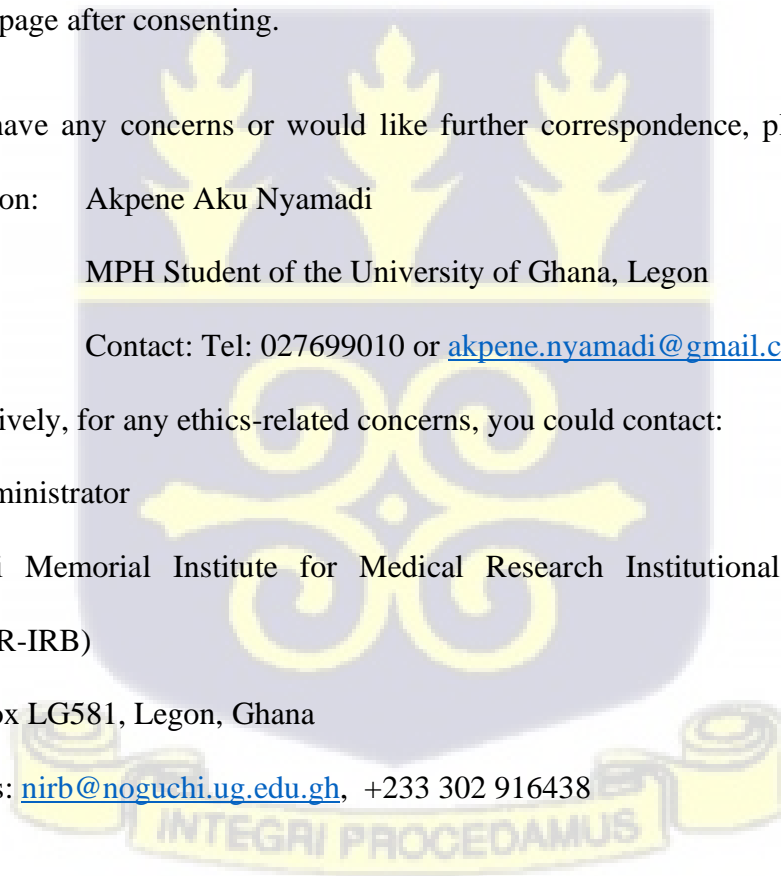 page after consenting.
have any concerns or would like further correspondence, pl
on: Akpene Aku Nyamadi
MPH Student of the University of Ghana, Legon
Contact: Tel: 027699010 or akpene.nyamadi@gmail.c
ively, for any ethics-related concerns, you could contact:
ministrator
i Memorial Institute for Medical Research Institutional
R-IRB)
ox LG581, Legon, Ghana
s: nirb@noguchi.ug.edu.gh, +233 302 916438
INTEGRI PROCEDAMUS